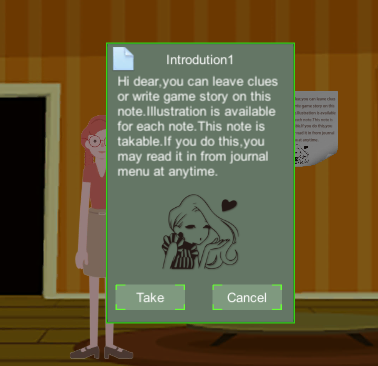 Introdution1
Hi dear,you can leave clues
or write game story on this
note.Illustration is available
for each note.This note is
takable.If you do this,you
may read it in from journal
menu at anytime.
Take
Cancel